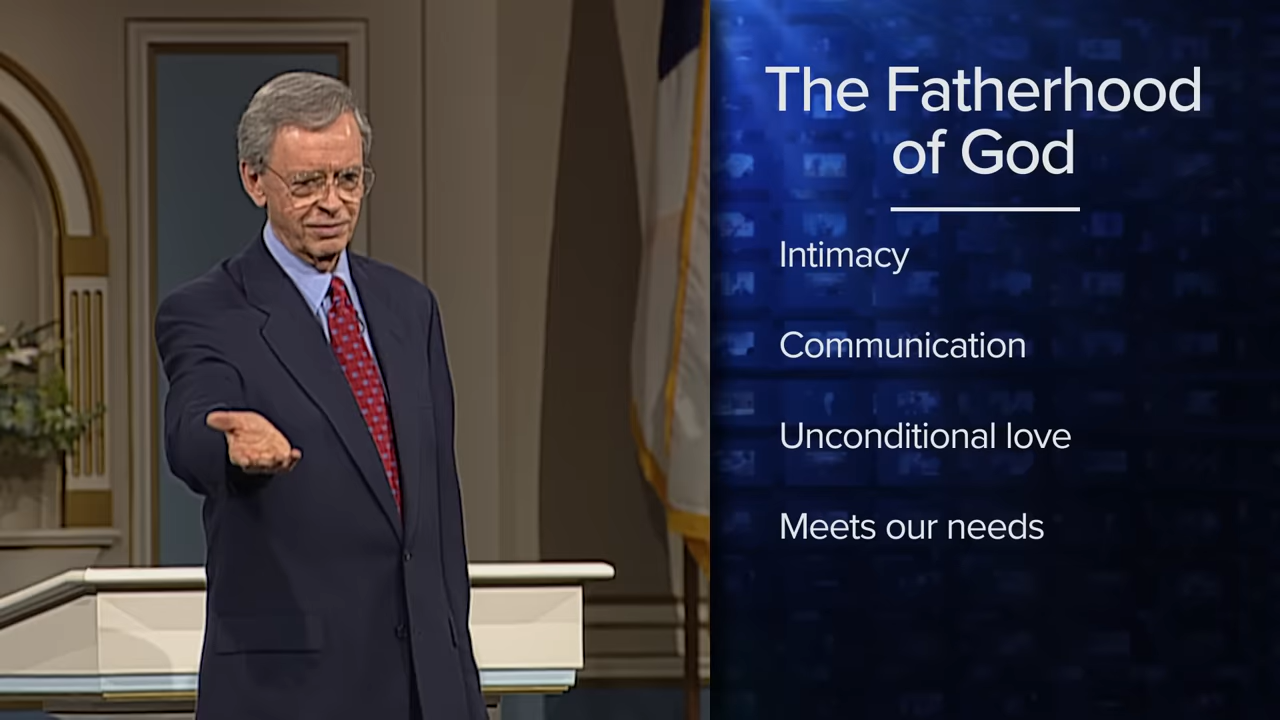 The Fatherhood
of God
Intimacy
Communication
Unconditional love
Meets our needs